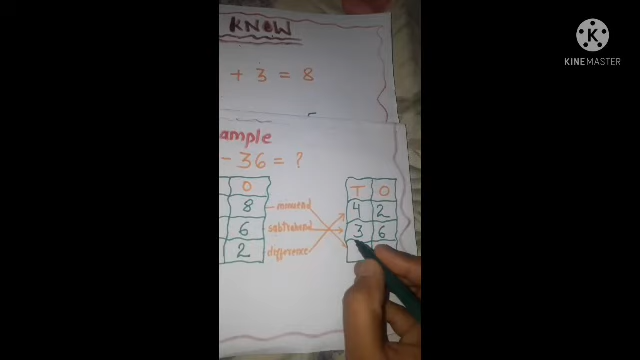 KNOW
+ 3 = 8
ample
- 36 = ?
O
8
minuend
6
subtrahend
2
difference
T O
4 2
3 6
K
KINEMASTER